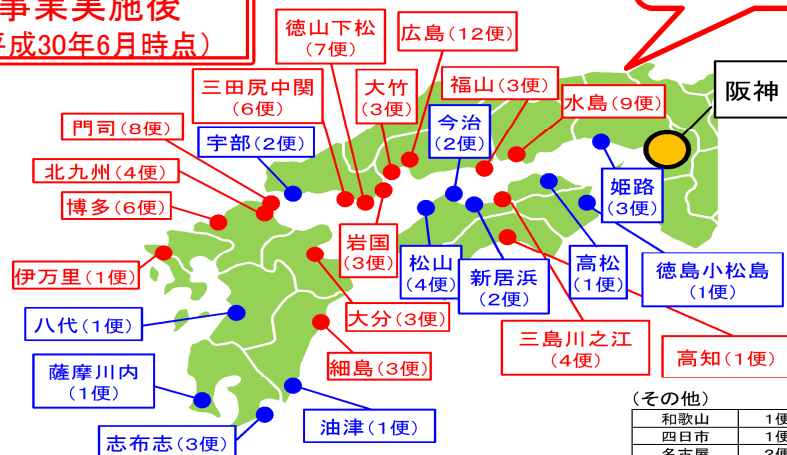 事業実施後
平成30年6月時点)
徳山下松
(7便)
広島(12便)
三田尻中関
(6便)
大竹
(3便)
福山(3便)
水島(9便)
阪神
門司(8便)
宇部(2便)
今治
(2便)
北九州(4便)
姫路
(3便)
博多(6便)
岩国
(3便)
松山
(4便)
新居浜
(2便)
高松
(1便)
徳島小松島
(1便)
伊万里(1便)
八代(1便)
大分(3便)
三島川之江
(4便)
高知(1便)
細島(3便)
薩摩川内
(1便)
油津(1便)
志布志(3便)
(その他)
和歌山 1便
四日市 1便
名古屋